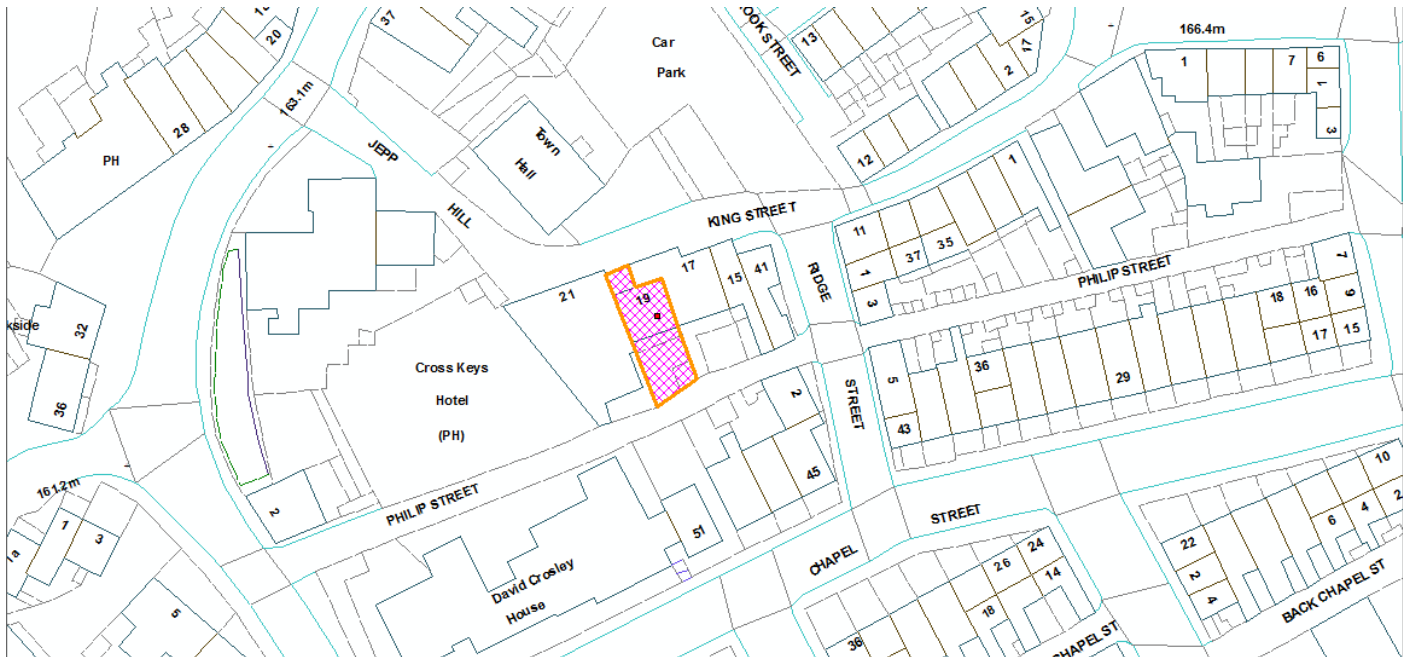 37
18
20
163.1m
28
PH
JEPP
HILL
Town
Hall
Car
Park
OOK STREET
13
15
17
2
12
166.4m
1
7
6
1
3
KING STREET
RIDGE
STREET
11
1
37
35
1
3
PHILIP STREET
7
9
15
18
16
17
21
19
17
15
41
kside
32
36
Cross Keys
Hotel
(PH)
5
36
29
43
2
45
161.2m
1
3
1a
5
2
PHILIP STREET
David Crosley
House
51
CHAPEL
STREET
24
26
14
18
36
CHAPEL ST
10
2
4
6
22
2
4
BACK CHAPEL ST